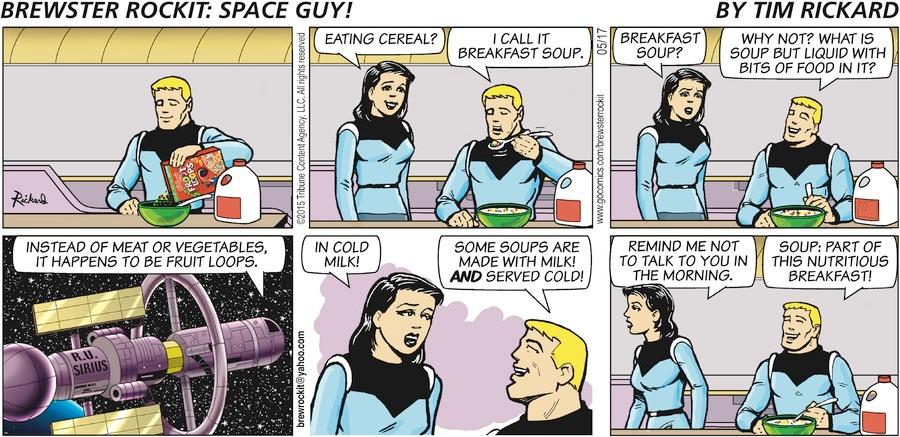 BREWSTER ROCKIT: SPACE GUY!
BY TIM RICKARD
Rickard
©2015 Tribune Content Agency, LLC, All rights reserved
EATING CEREAL?
I CALL IT
BREAKFAST SOUP.
05/17
www.gocomics.com/brewsterrockit
BREAKFAST
SOUP?
WHY NOT? WHAT IS
SOUP BUT LIQUID WITH
BITS OF FOOD IN IT?
INSTEAD OF MEAT OR VEGETABLES,
IT HAPPENS TO BE FRUIT LOOPS.
R.U.
SIRIUS
brewrockit@yahoo.com
IN COLD
MILK!
SOME SOUPS ARE
MADE WITH MILK!
AND SERVED COLD!
REMIND ME NOT
TO TALK TO YOU IN
THE MORNING.
SOUP: PART OF
THIS NUTRITIOUS
BREAKFAST!